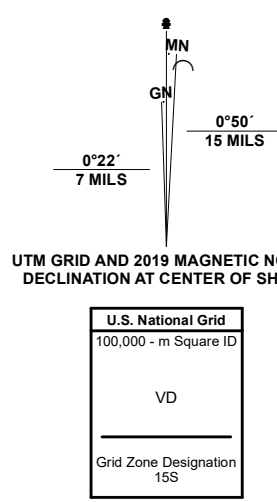 MN
GN
0°50´
15 MILS
0°22´
7 MILS
UTM GRID AND 2019 MAGNETIC
DECLINATION AT CENTER OF
U.S. National Grid
100,000 - m Square ID
VD
Grid Zone Designation
15S